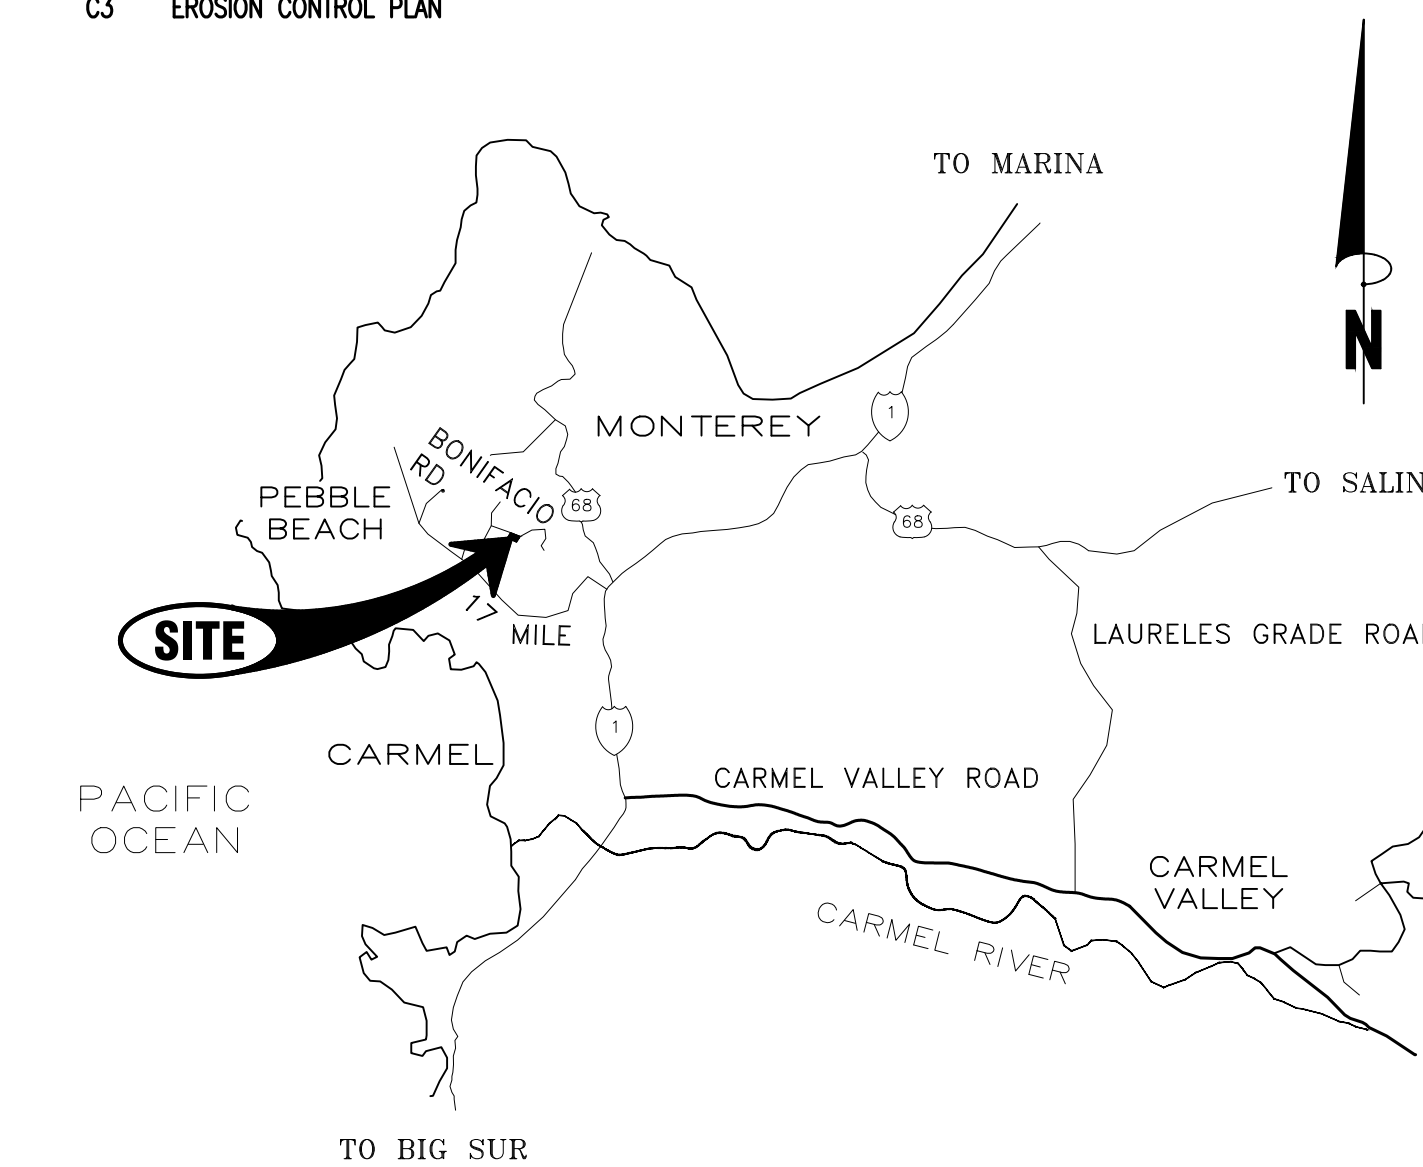 C3 EROSION CONTROL PLAN
TO MARINA
N
1
MONTEREY
BONIFACIO
RD.
68
TO SALIN
PEBBLE
BEACH
68
17
MILE
SITE
LAURELES GRADE ROA
1
CARMEL
CARMEL VALLEY ROAD
PACIFIC
OCEAN
CARMEL
VALLEY
CARMEL RIVER
TO BIG SUR